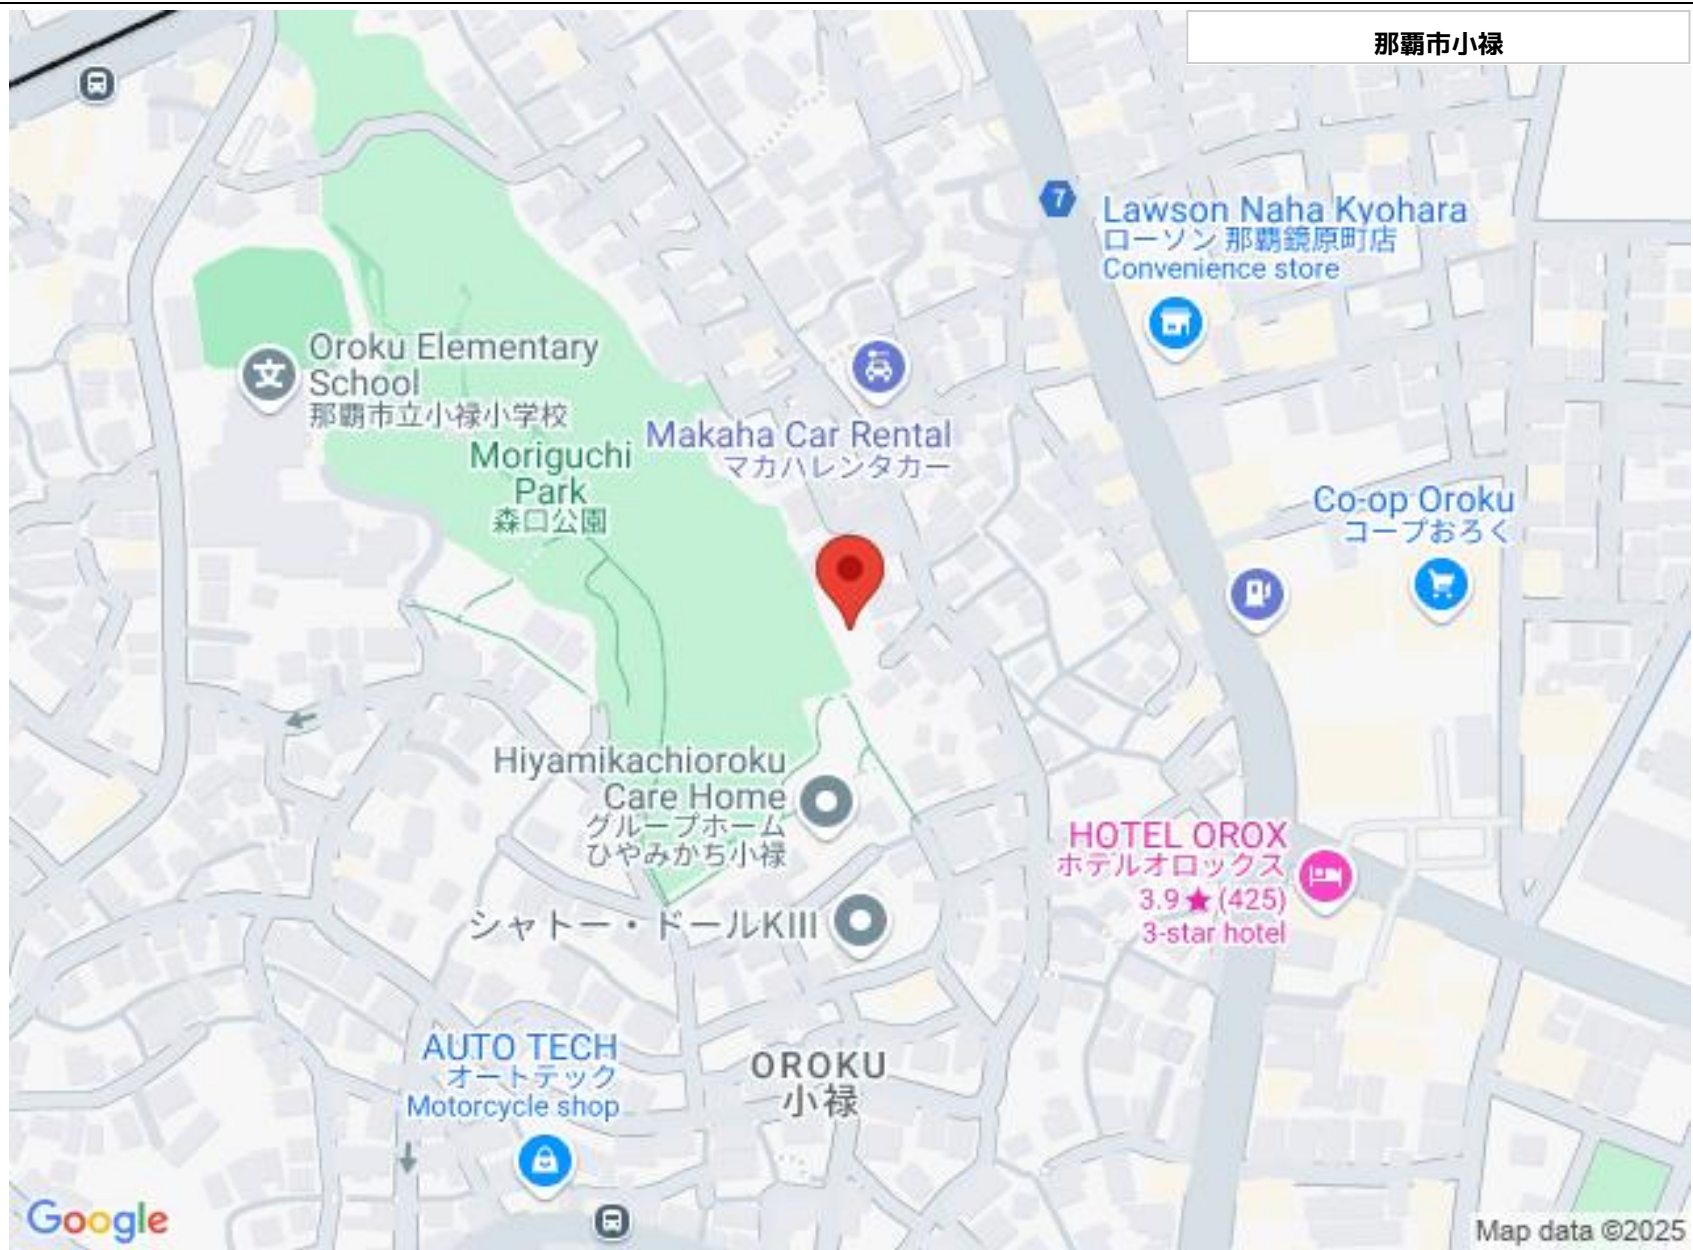 那覇市小禄
7
Lawson Naha Kyohara
ローソン 那覇鏡原町店
Convenience store
Oroku Elementary
School
那覇市立小禄小学校
Makaha Car Rental
マカハレンタカー
Moriguchi
Park
森口公園
Co-op Oroku
コープおろく
Hiyamikachioroku
Care Home
グループホーム
ひやみかち小禄
HOTEL OROX
ホテルオロックス
3.9★(425)
3-star hotel
シャトー・ドールKIII
AUTO TECH
オートテック
Motorcycle shop
OROKU
小禄
文
Google
Map data ©2025